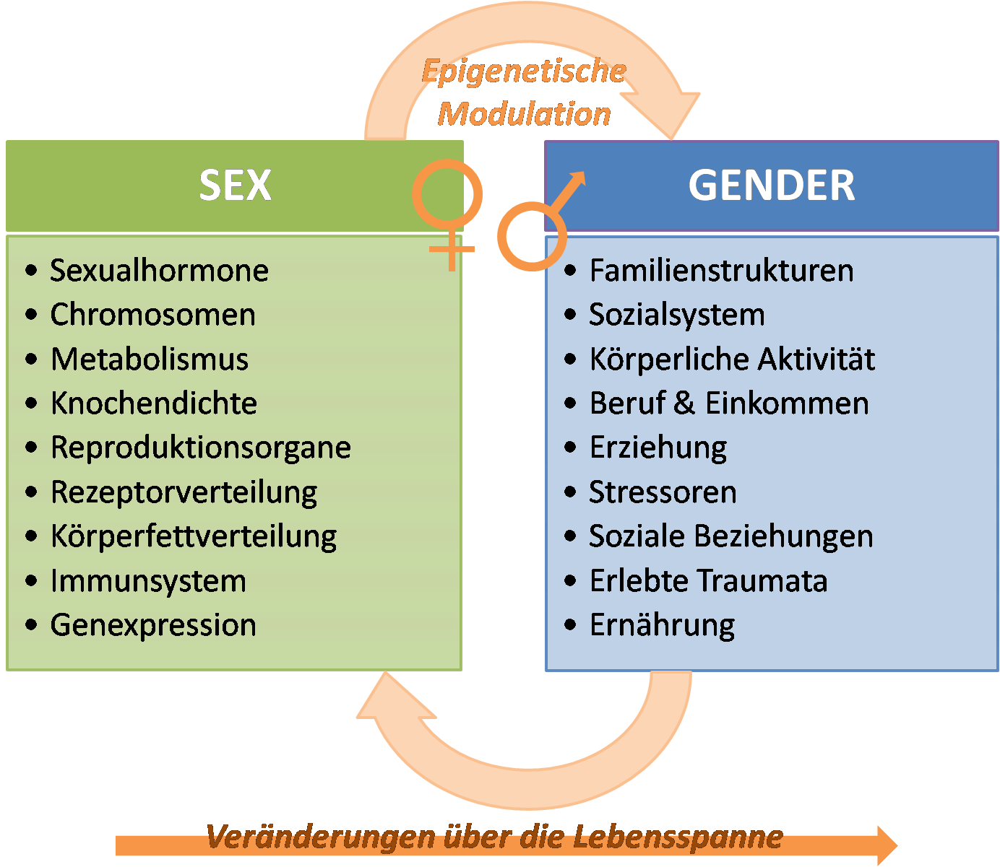 Epigenetische
Modulation
SEX
• Sexualhormone
• Chromosomen
• Metabolismus
• Knochendichte
• Reproduktionsorgane
• Rezeptorverteilung
• Körperfettverteilung
• Immunsystem
• Genexpression
GENDER
• Familienstrukturen
• Sozialsystem
• Körperliche Aktivität
• Beruf & Einkommen
• Erziehung
• Stressoren
• Soziale Beziehungen
• Erlebte Traumata
• Ernährung
Veränderungen über die Lebensspanne